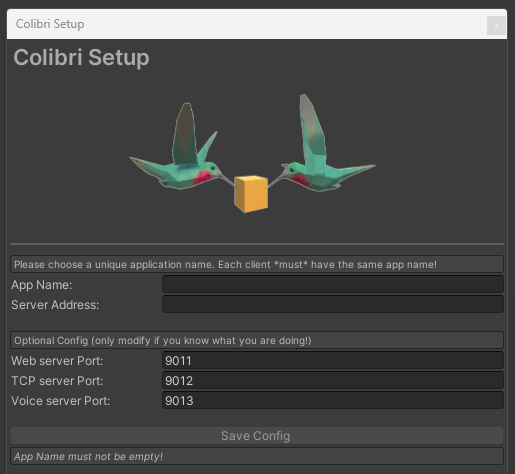 Colibri Setup
x
Colibri Setup
Please choose a unique application name. Each client *must* have the same app name!
App Name:
Server Address:
Optional Config (only modify if you know what you are doing!)
Web server Port: 9011
TCP server Port: 9012
Voice server Port: 9013
Save Config
App Name must not be empty!